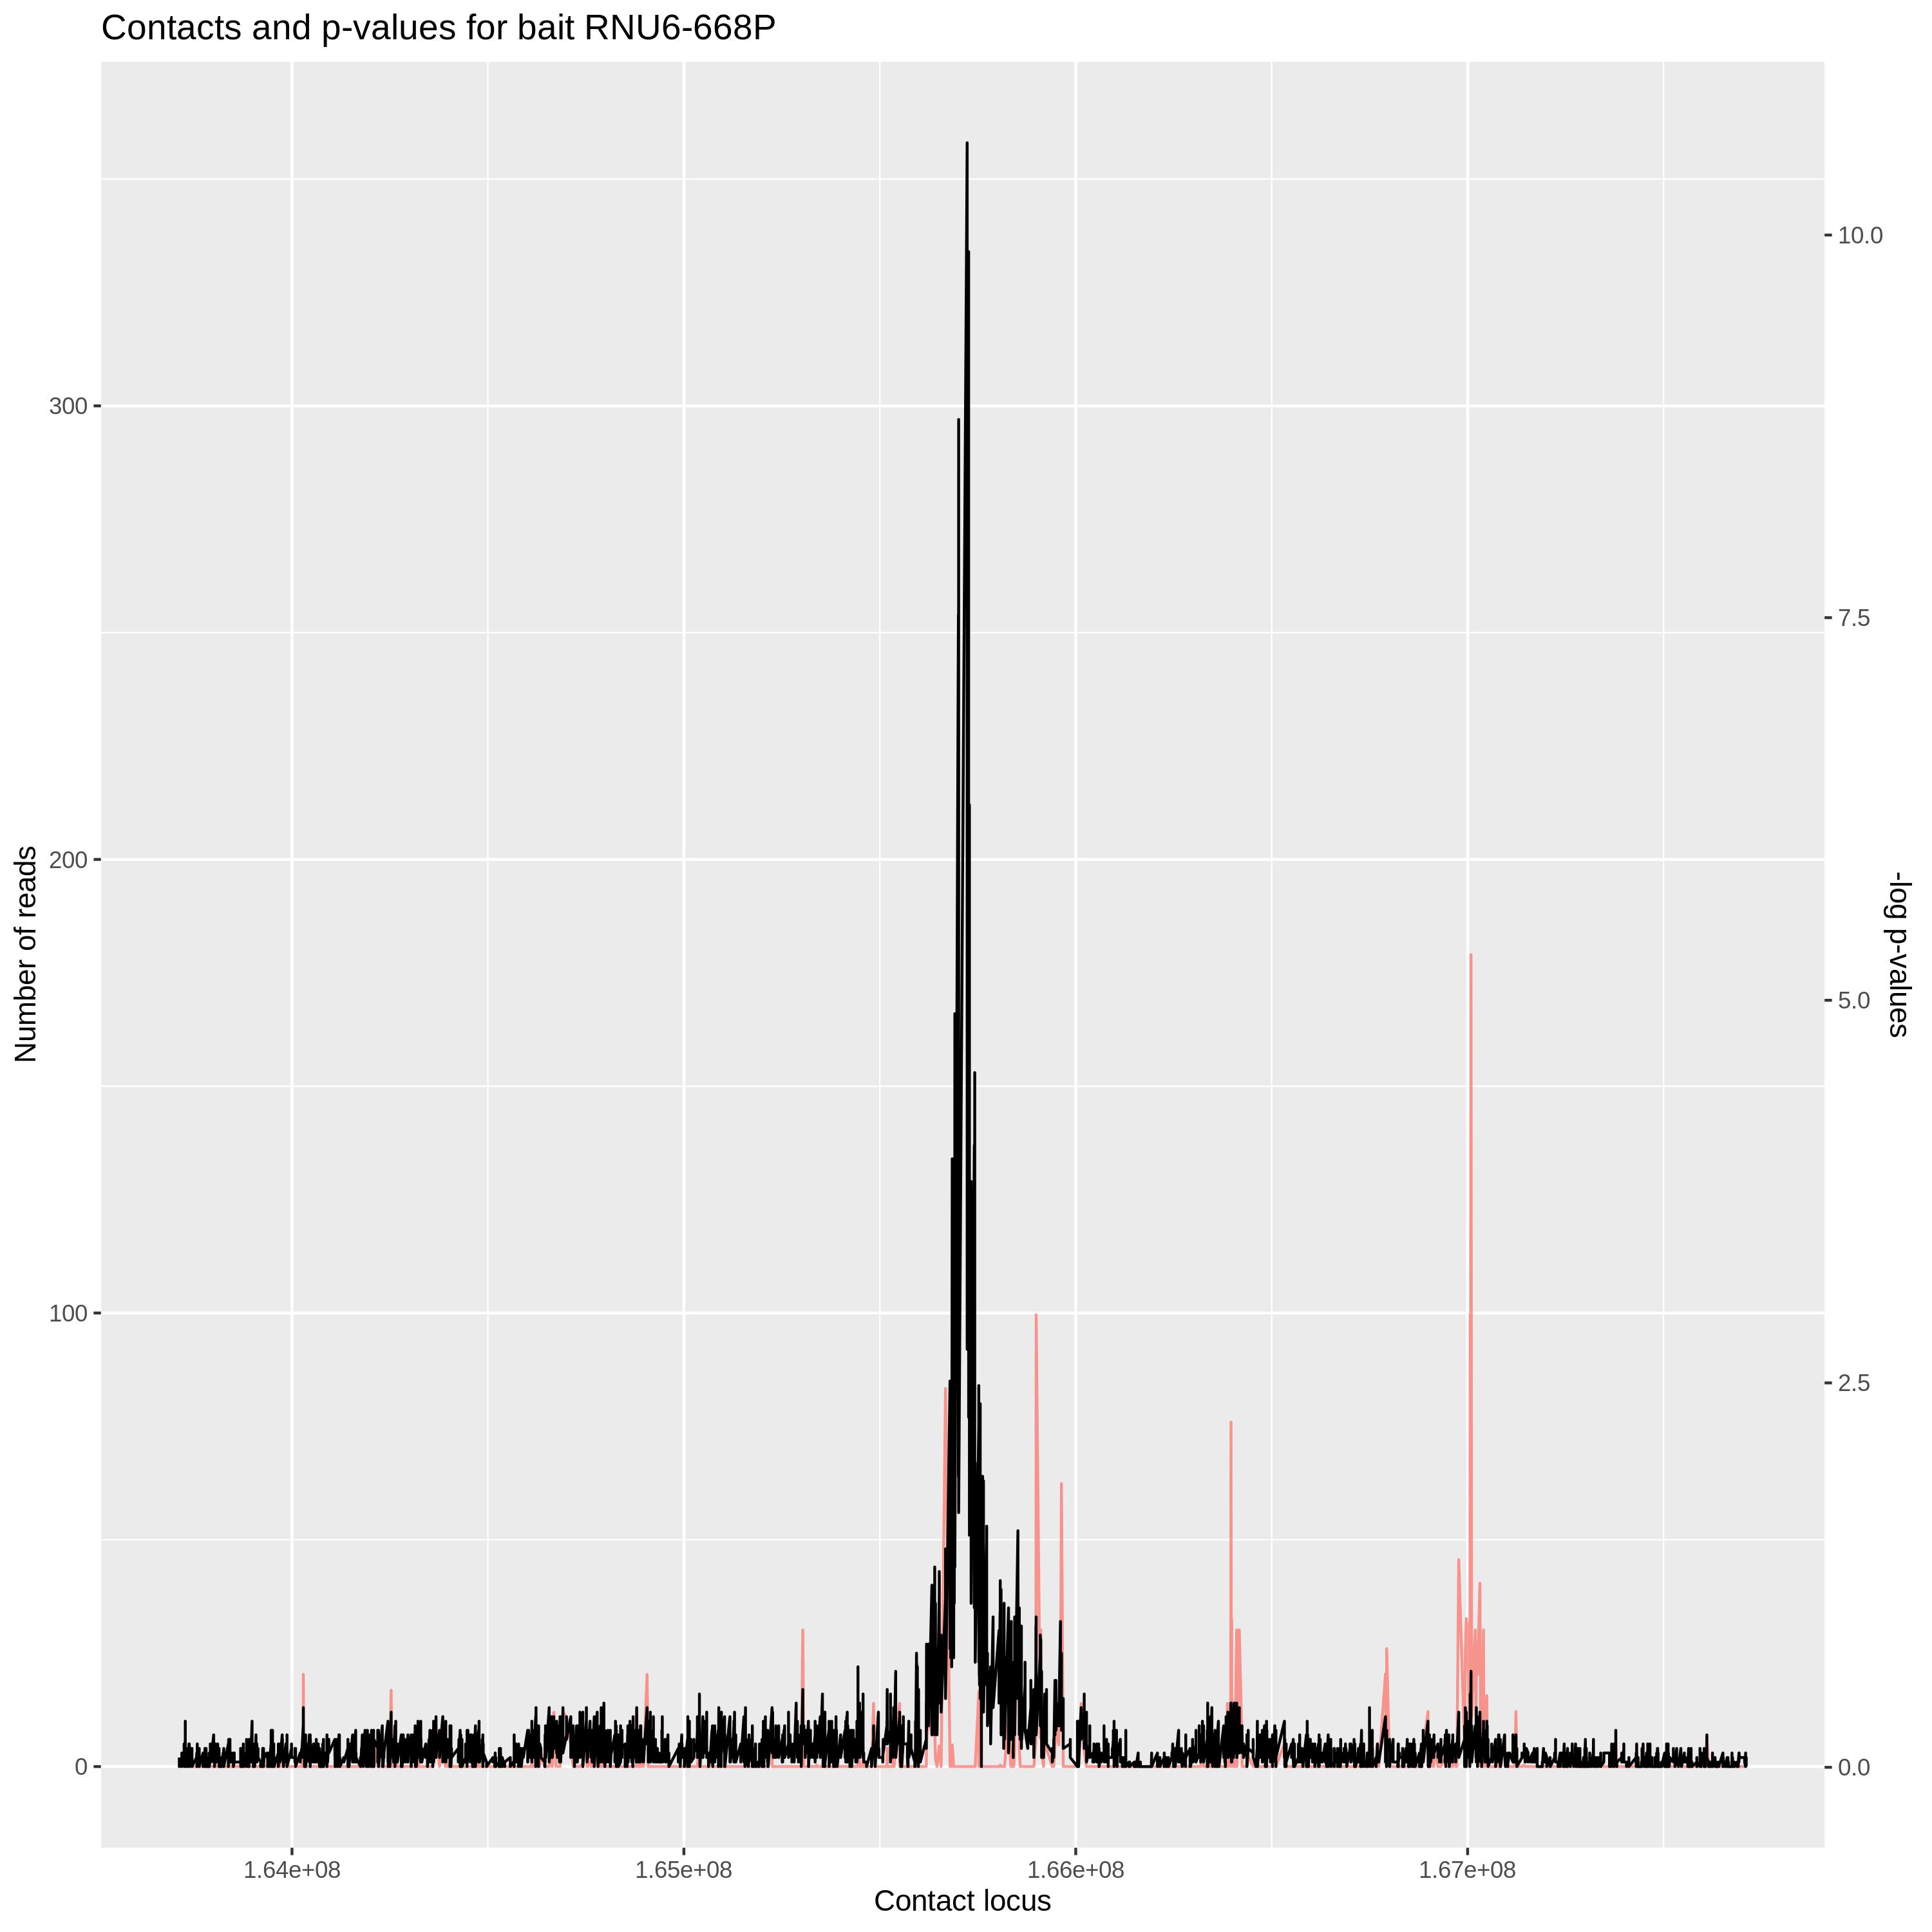 Contacts and p-values for bait RNU6-668P
Number of reads
300
200
100
0
10.0
7.5
5.0
2.5
0.0
-log p-values
1.64e+08 1.65e+08 1.66e+08 1.67e+08
Contact locus